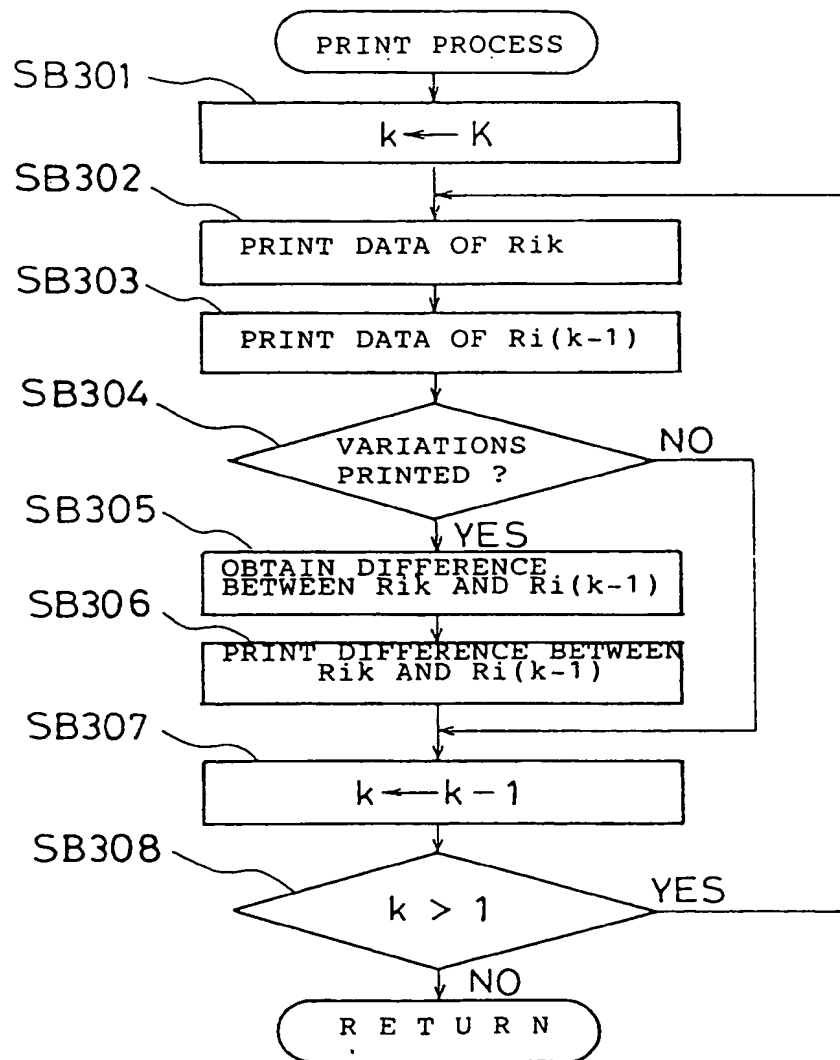 PRINT PROCESS
SB301
k ← K
SB302
PRINT DATA OF Rik
SB303
PRINT DATA OF Ri(k-1)
SB304
VARIATIONS
PRINTED ?
NO
YES
SB305
OBTAIN DIFFERENCE
BETWEEN Rik AND Ri(k-1)
SB306
PRINT DIFFERENCE BETWEEN
Rik AND Ri(k-1)
SB307
k ← k - 1
SB308
k > 1
YES
NO
RETURN